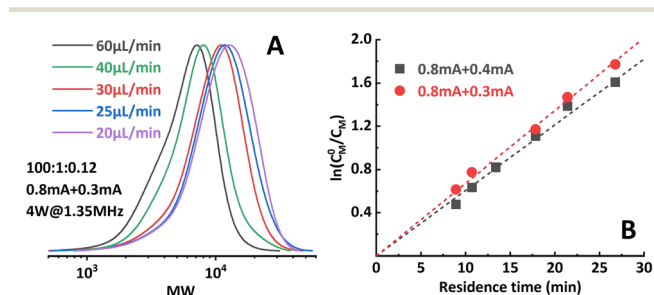 60μL/min
40μL/min
30μL/min
25μL/min
20μL/min
A
100:1:0.12
0.8mA+0.3mA
4W@1.35MHz
10³ 10⁴
MW
2.0
1.6
1.2
0.8
0.4
ln(C⁰M/CM)
0.8mA+0.4mA
0.8mA+0.3mA
B
0 5 10 15 20 25 30
Residence time (min)